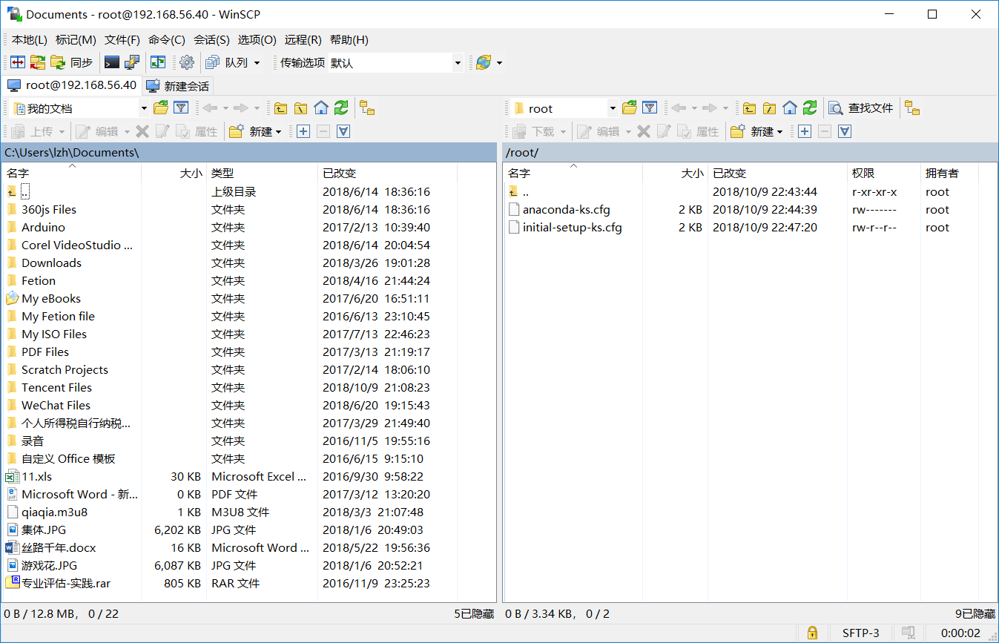 Documents - root@192.168.56.40 - WinSCP
本地(L) 标记(M) 文件(F) 命令(C) 会话(S) 选项(O) 远程(R) 帮助(H)
同步 队列 传输选项 默认
root@192.168.56.40 新建会话
我的文档 root 查找文件
上传 编辑 属性 新建 下载 编辑 属性 新建
C:\Users\lzh\Documents\ /root/
名字 大小 类型 已改变 名字 大小 已改变 权限 拥有者
.. 上级目录 2018/6/14 18:36:16 .. 2018/10/9 22:43:44 r-xr-xr-x root
360js Files 文件夹 2018/6/14 18:36:16 anaconda-ks.cfg 2 KB 2018/10/9 22:44:39 rw------- root
Arduino 文件夹 2017/2/13 10:39:40 initial-setup-ks.cfg 2 KB 2018/10/9 22:47:20 rw-r--r-- root
Corel VideoStudio ... 文件夹 2018/6/14 20:04:54
Downloads 文件夹 2018/3/26 19:01:28
Fetion 文件夹 2018/4/16 21:44:24
My eBooks 文件夹 2017/6/20 16:51:11
My Fetion file 文件夹 2016/6/13 23:10:45
My ISO Files 文件夹 2017/7/13 22:46:23
PDF Files 文件夹 2017/3/13 21:19:17
Scratch Projects 文件夹 2017/2/14 18:06:10
Tencent Files 文件夹 2018/10/9 21:08:23
WeChat Files 文件夹 2018/6/20 19:15:43
个人所得税自行纳税... 文件夹 2017/3/29 21:49:40
录音 文件夹 2016/11/5 19:55:16
自定义 Office 模板 文件夹 2016/6/15 9:15:10
11.xls 30 KB Microsoft Excel ... 2016/9/30 9:58:22
Microsoft Word - 新... 0 KB PDF 文件 2017/3/12 13:20:20
qiaqia.m3u8 1 KB M3U8 文件 2018/3/3 21:07:48
集体.JPG 6,202 KB JPG 文件 2018/1/6 20:49:03
丝路千年.docx 16 KB Microsoft Word ... 2018/5/22 19:56:36
游戏花.JPG 6,087 KB JPG 文件 2018/1/6 20:52:21
专业评估-实践.rar 805 KB RAR 文件 2016/11/9 23:25:23
0 B / 12.8 MB， 0 / 22 5已隐藏 0 B / 3.34 KB， 0 / 2 9已隐藏
SFTP-3 0:00:02